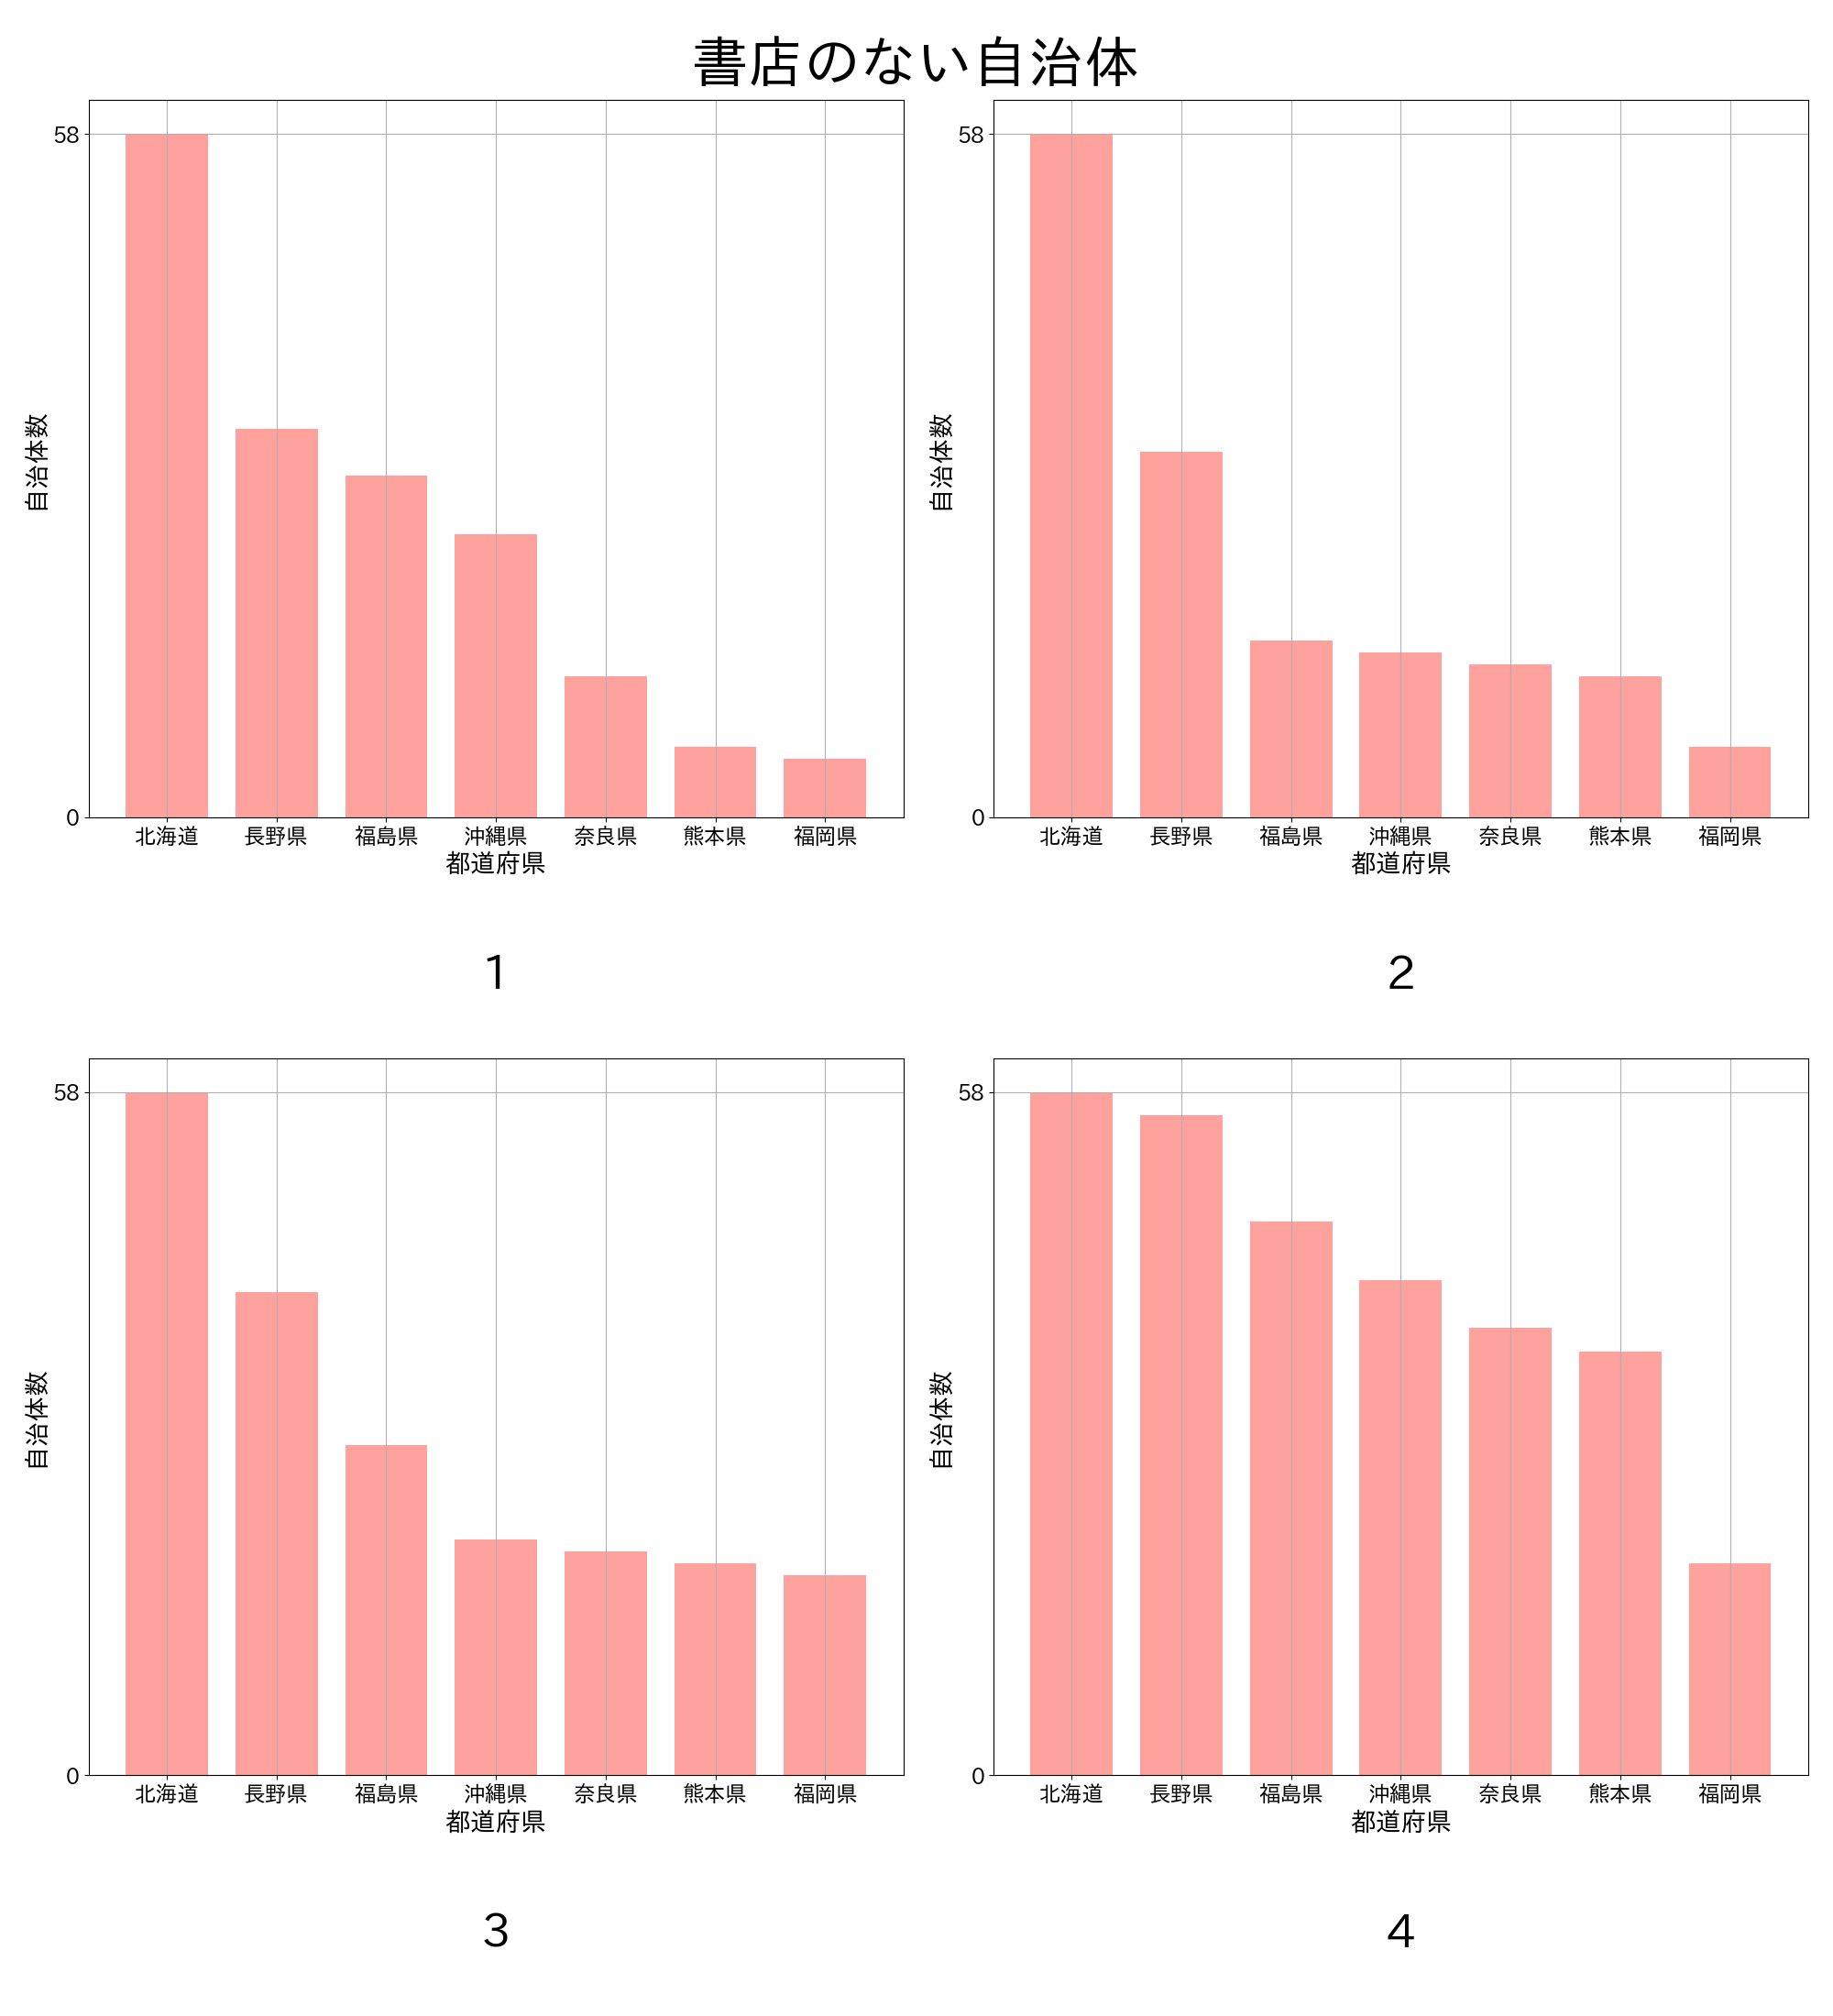 書店のない自治体
58
0
自治体数
北海道 長野県 福島県 沖縄県 奈良県 熊本県 福岡県
都道府県
1
58
0
自治体数
北海道 長野県 福島県 沖縄県 奈良県 熊本県 福岡県
都道府県
2
58
0
自治体数
北海道 長野県 福島県 沖縄県 奈良県 熊本県 福岡県
都道府県
3
58
0
自治体数
北海道 長野県 福島県 沖縄県 奈良県 熊本県 福岡県
都道府県
4